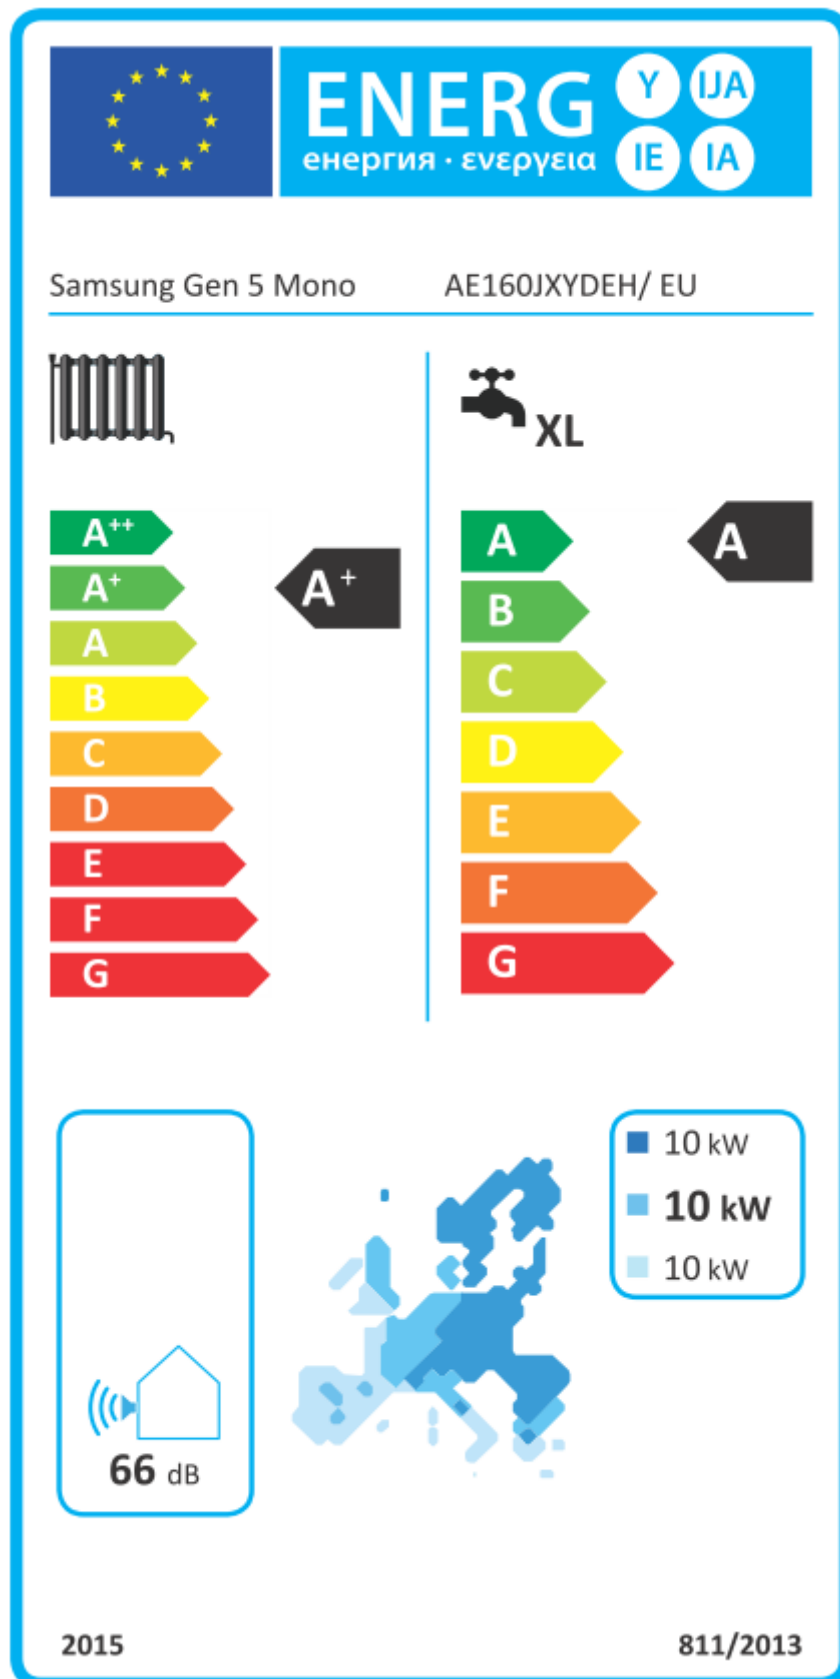 ENERG
енергия · ενεργεια
Y IJA
IE IA
Samsung Gen 5 Mono AE160JXYDEH/ EU
XL
A++
A+
A
B
C
D
E
F
G
A+
A
B
C
D
E
F
G
A
10 kW
10 kW
10 kW
66 dB
2015 811/2013